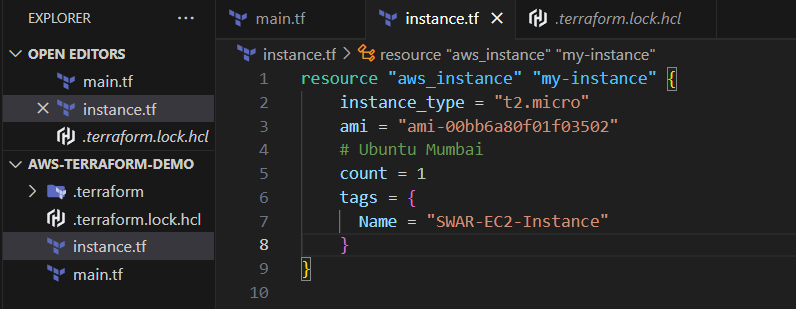 EXPLORER ...
OPEN EDITORS
main.tf
instance.tf
.terraform.lock.hcl
AWS-TERRAFORM-DEMO
.terraform
.terraform.lock.hcl
instance.tf
main.tf
main.tf instance.tf .terraform.lock.hcl
instance.tf > resource "aws_instance" "my-instance"
1 resource "aws_instance" "my-instance" {
2     instance_type = "t2.micro"
3     ami = "ami-00bb6a80f01f03502"
4     # Ubuntu Mumbai
5     count = 1
6     tags = {
7       Name = "SWAR-EC2-Instance"
8     }
9 }
10